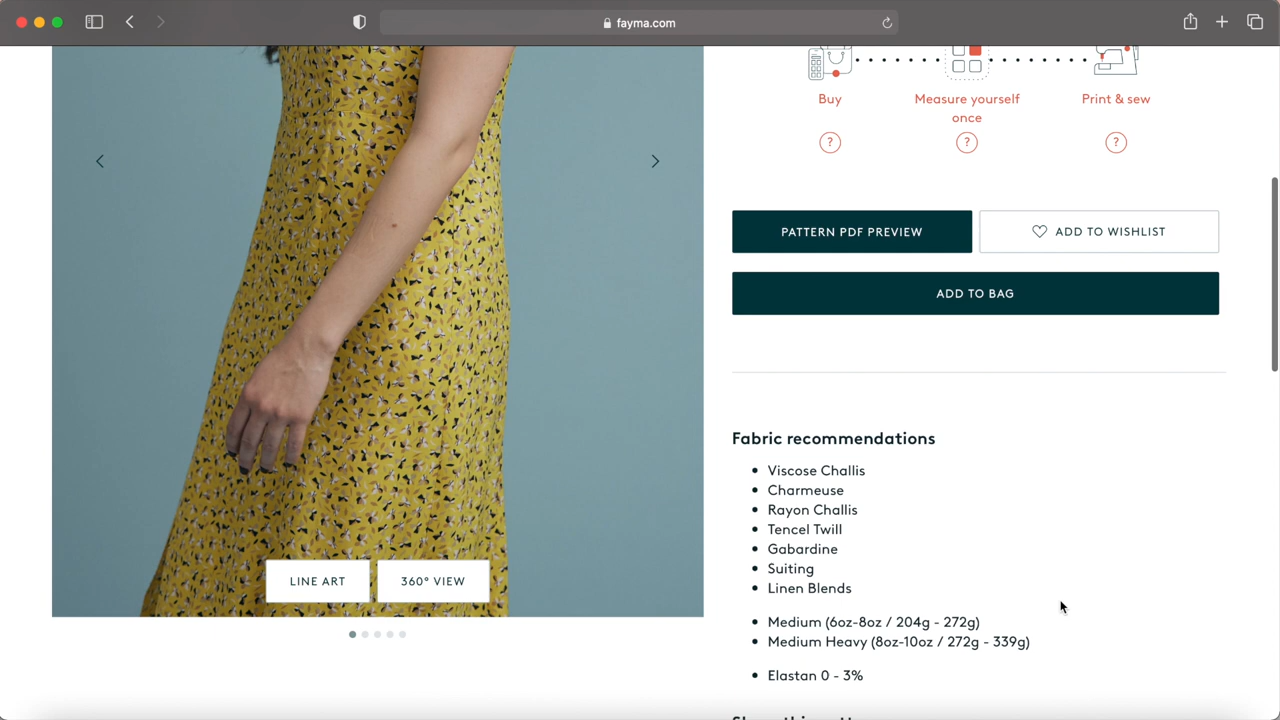 fayma.com
Buy
Measure yourself
once
Print & sew
?
?
?
PATTERN PDF PREVIEW
ADD TO WISHLIST
ADD TO BAG
Fabric recommendations
Viscose Challis
Charmeuse
Rayon Challis
Tencel Twill
Gabardine
Suiting
Linen Blends
Medium (6oz-8oz / 204g - 272g)
Medium Heavy (8oz-10oz / 272g - 339g)
Elastan 0 - 3%
LINE ART
360° VIEW